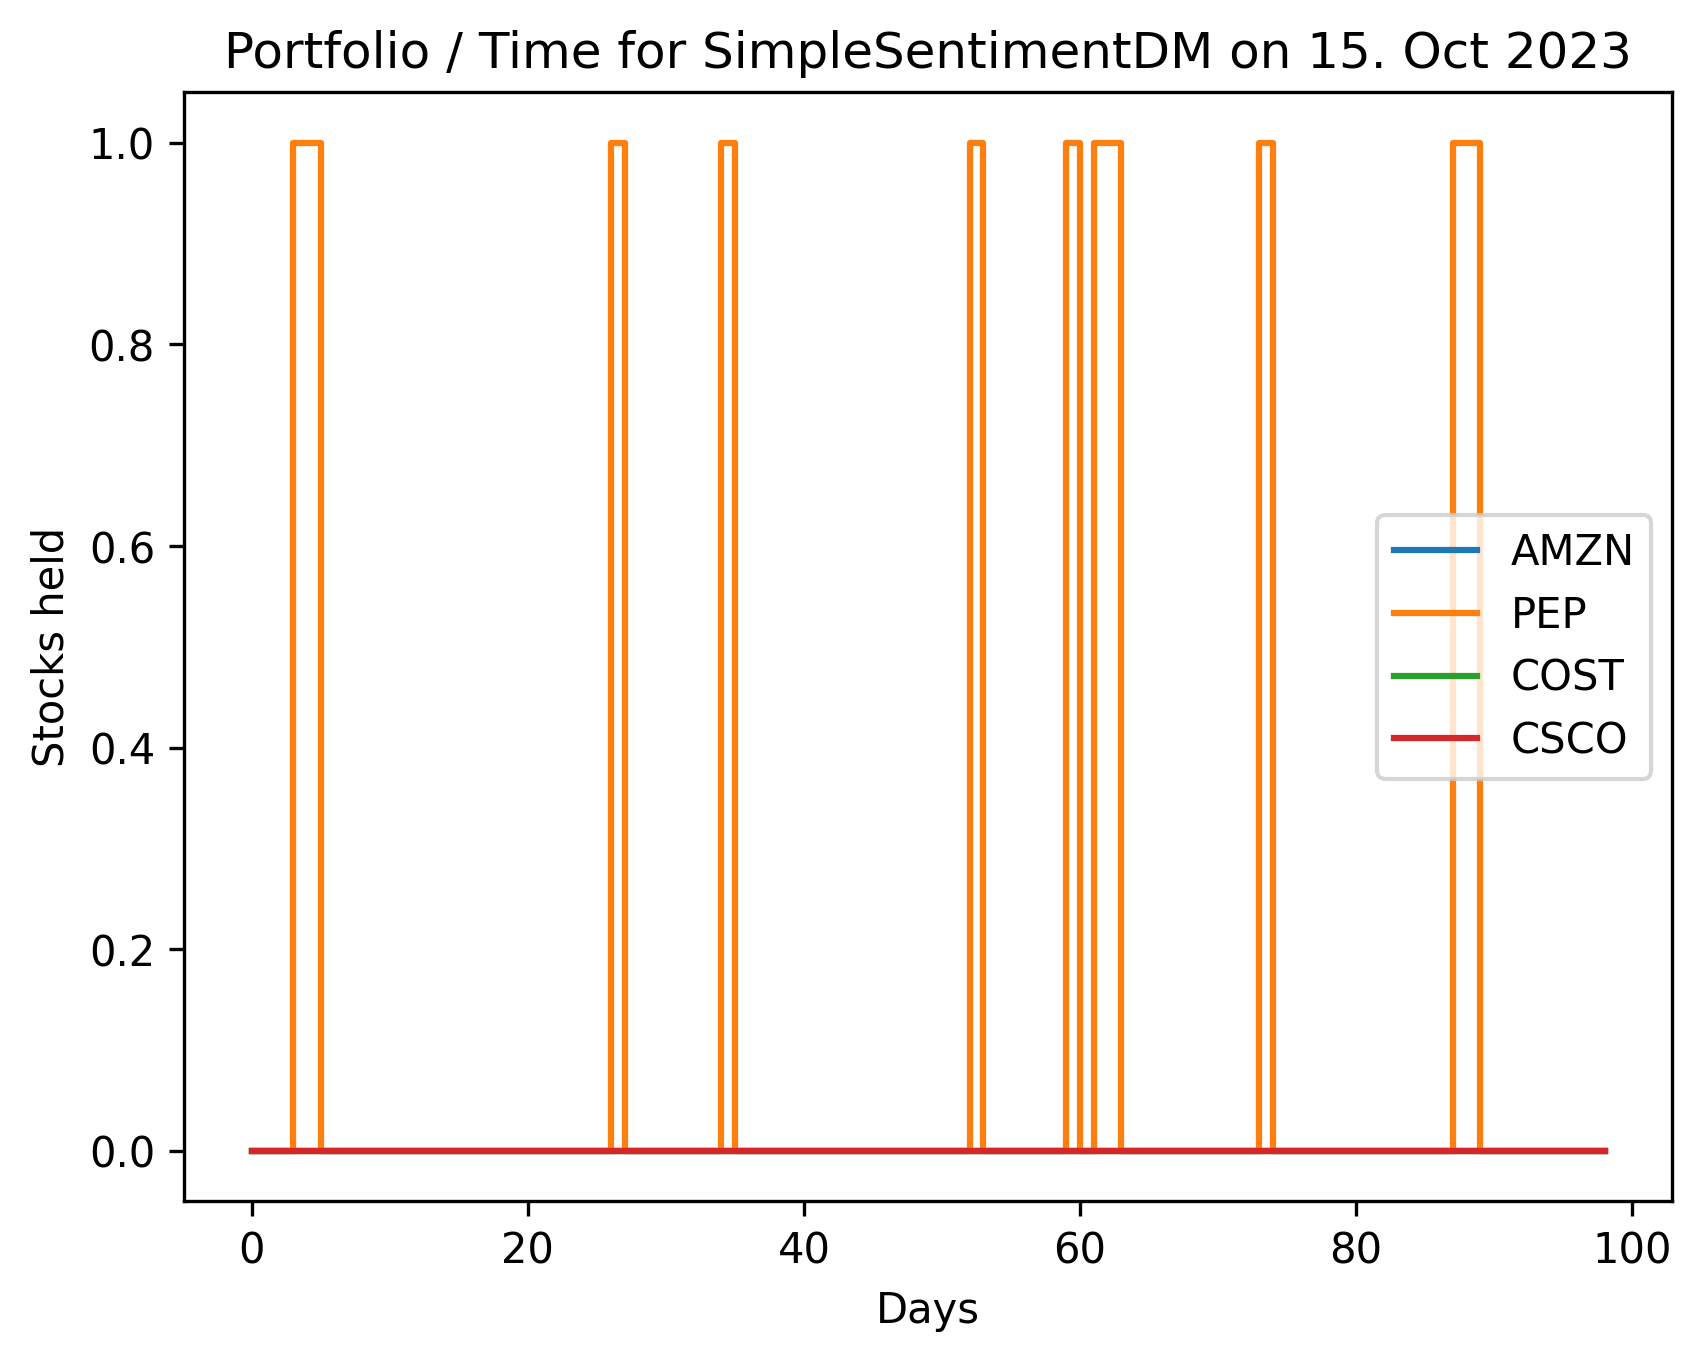 Portfolio / Time for SimpleSentimentDM on 15. Oct 2023
1.0
0.8
0.6
0.4
0.2
0.0
Stocks held
AMZN
PEP
COST
CSCO
0 20 40 60 80 100
Days